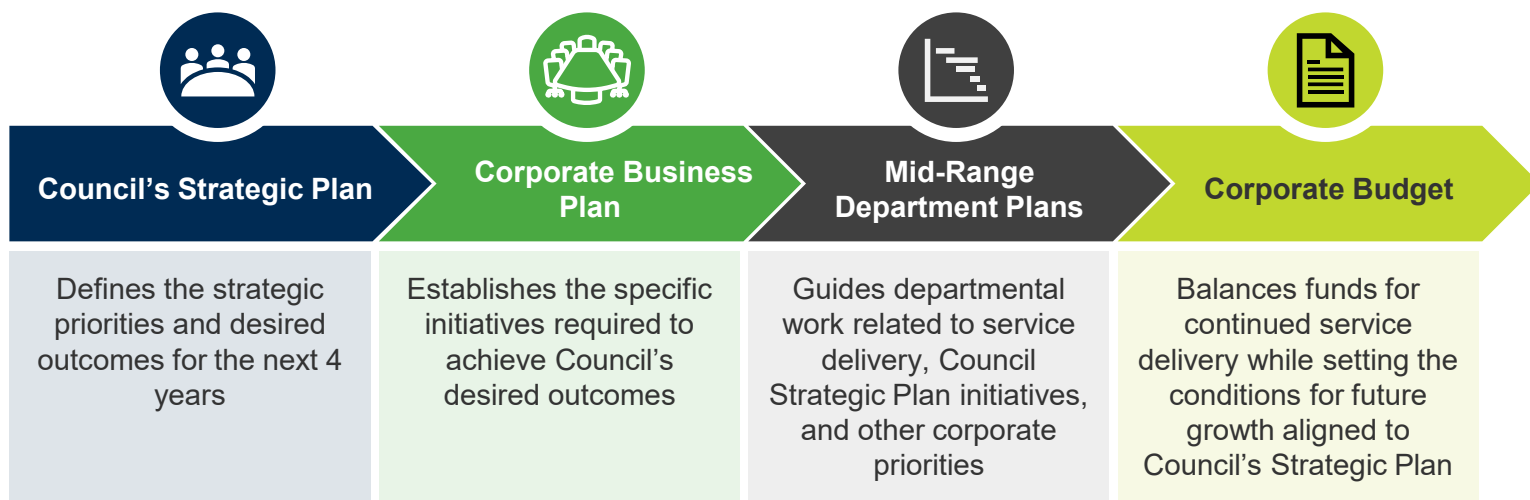 Council's Strategic Plan
Corporate Business
Plan
Mid-Range
Department Plans
Corporate Budget
Defines the strategic
priorities and desired
outcomes for the next 4
years
Establishes the specific
initiatives required to
achieve Council's
desired outcomes
Guides departmental
work related to service
delivery, Council
Strategic Plan initiatives,
and other corporate
priorities
Balances funds for
continued service
delivery while setting the
conditions for future
growth aligned to
Council's Strategic Plan